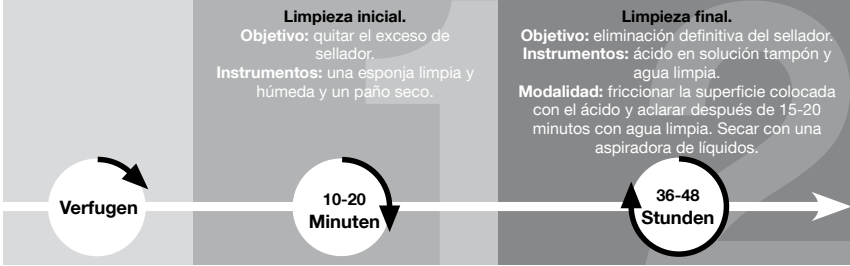 Limpieza inicial.
Objetivo: quitar el exceso de
sellador.
Instrumentos: una esponja limpia y
húmeda y un paño seco.
1
Limpieza final.
Objetivo: eliminación definitiva del sellador.
Instrumentos: ácido en solución tampón y
agua limpia.
Modalidad: friccionar la superficie colocada
con el ácido y aclarar después de 15-20
minutos con agua limpia. Secar con una
aspiradora de líquidos.
2
Verfugen
10-20
Minuten
36-48
Stunden